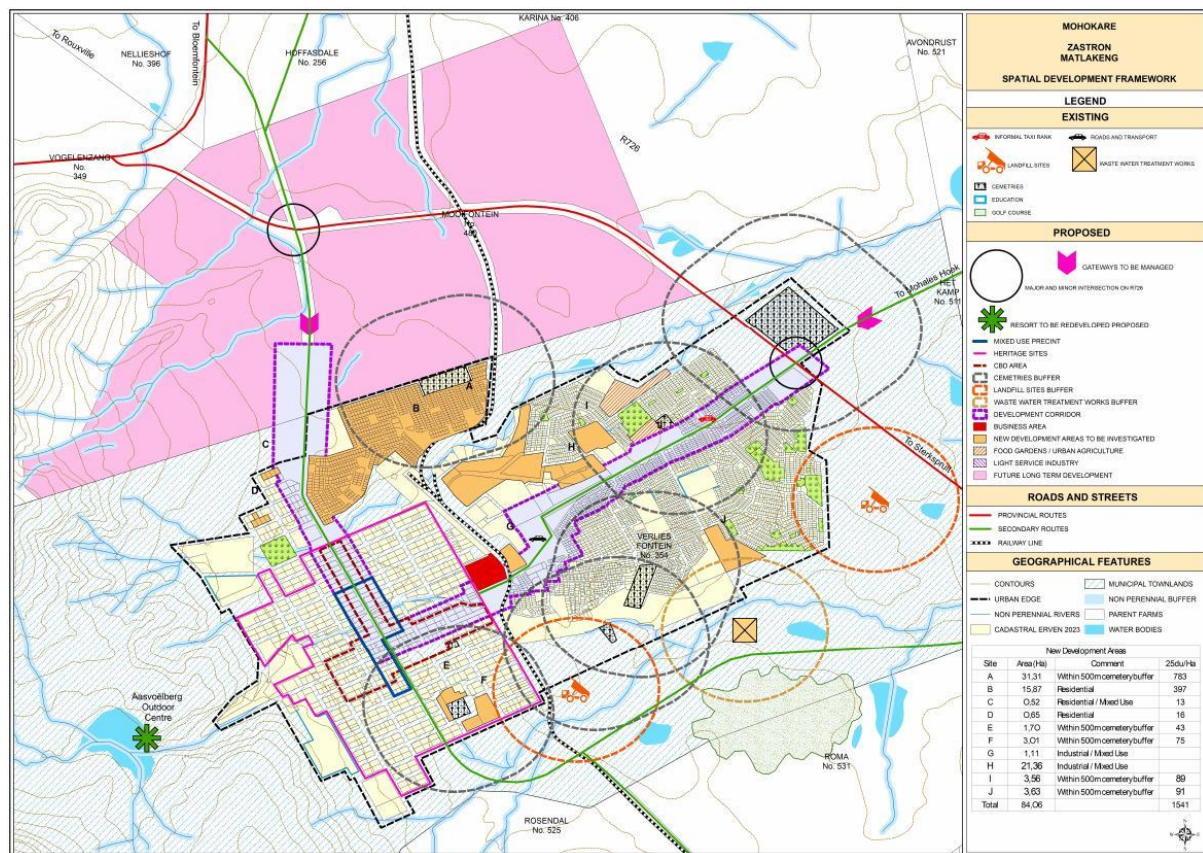 KARINA No. 406
To Rouxville
NELLIESHOF
No. 396
To Bloemfontein
HOFFASDALE
No. 256
AVONDRUST
No. 521
R726
VOGELENZANG
No.
349
MOOIFONTEIN
No.
To Mohales Hoek
HET
KAMP
No. 511
A
B
I
H
C
D
G
J
To Sterkspruit
VERLIES
FONTEIN
No. 354
E
F
Aasvoëlberg
Outdoor
Centre
ROMA
No. 531
ROSENDAL
No. 525
MOHOKARE
ZASTRON
MATLAKENG
SPATIAL DEVELOPMENT FRAMEWORK
LEGEND
EXISTING
INFORMAL TAXI RANK
ROADS AND TRANSPORT
LANDFILL SITES
WASTE WATER TREATMENT WORKS
CEMETRIES
EDUCATION
GOLF COURSE
PROPOSED
GATEWAYS TO BE MANAGED
MAJOR AND MINOR INTERSECTION ON R726
RESORT TO BE REDEVELOPED PROPOSED
MIXED USE PRECINT
HERITAGE SITES
CBD AREA
CEMETRIES BUFFER
LANDFILL SITES BUFFER
WASTE WATER TREATMENT WORKS BUFFER
DEVELOPMENT CORRIDOR
BUSINESS AREA
NEW DEVELOPMENT AREAS TO BE INVESTIGATED
FOOD GARDENS / URBAN AGRICULTURE
LIGHT SERVICE INDUSTRY
FUTURE LONG TERM DEVELOPMENT
ROADS AND STREETS
PROVINCIAL ROUTES
SECONDARY ROUTES
RAILWAY LINE
GEOGRAPHICAL FEATURES
CONTOURS
MUNICIPAL TOWNLANDS
URBAN EDGE
NON PERENNIAL BUFFER
NON PERENNIAL RIVERS
PARENT FARMS
CADASTRAL ERVEN 2023
WATER BODIES
New Development Areas
Site Area (Ha) Comment 25du/Ha
A 31,31 Within 500m cemetery buffer 783
B 15,87 Residential 397
C 0,52 Residential / Mixed Use 13
D 0,65 Residential 16
E 1,70 Within 500m cemetery buffer 43
F 3,01 Within 500m cemetery buffer 75
G 1,11 Industrial / Mixed Use
H 21,36 Industrial / Mixed Use
I 3,56 Within 500m cemetery buffer 89
J 3,63 Within 500m cemetery buffer 91
Total 84,06 1541